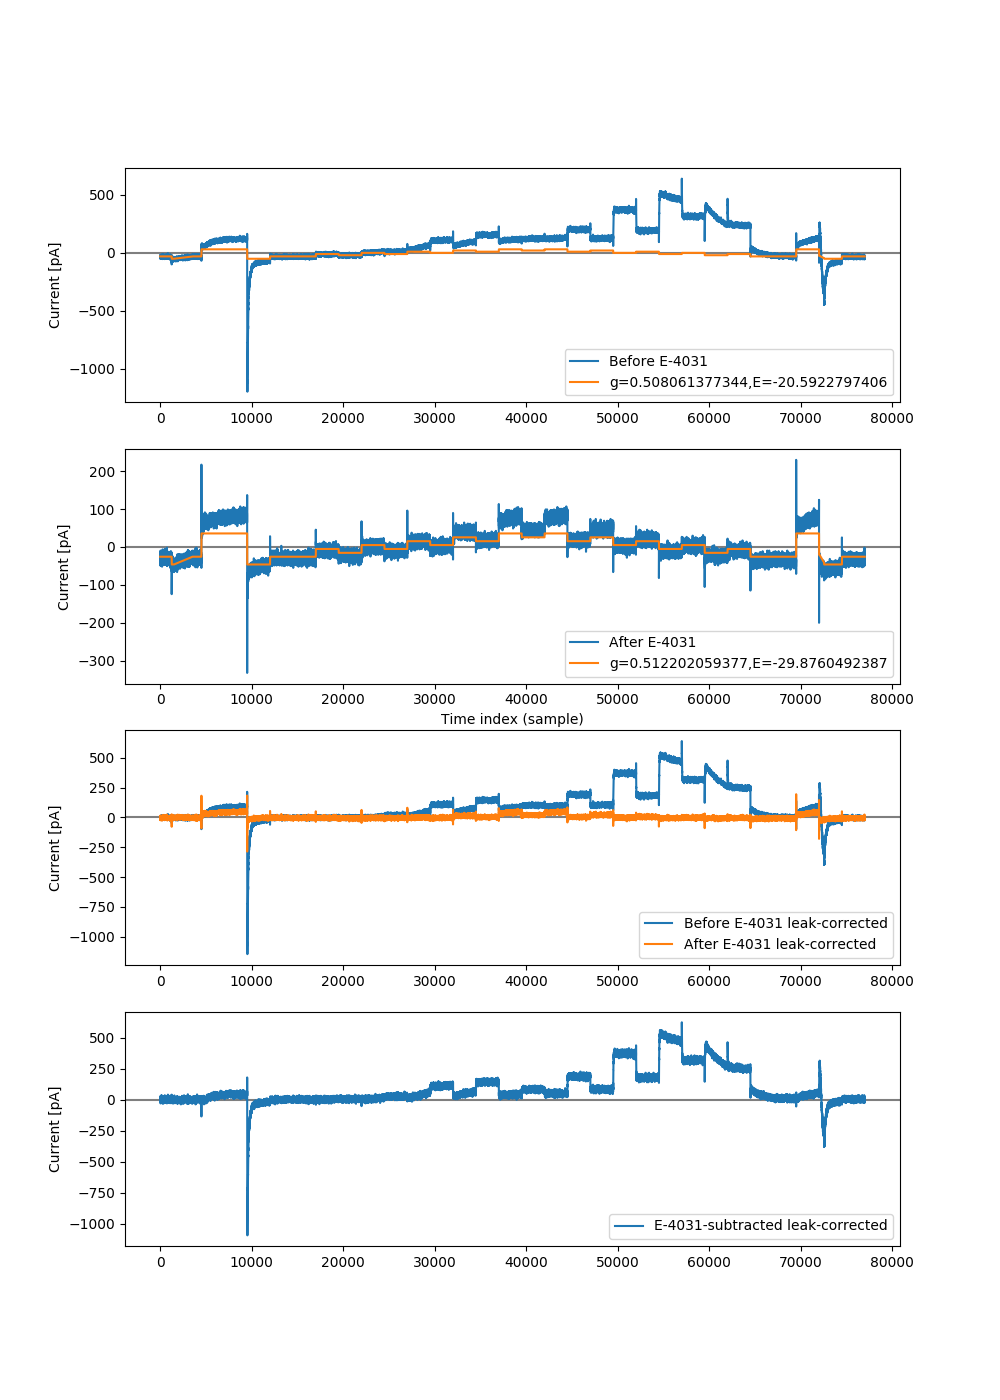 500
0
−500
−1000
Current [pA]
Before E-4031
g=0.508061377344,E=-20.5922797406
0 10000 20000 30000 40000 50000 60000 70000 80000
200
100
0
−100
−200
−300
Current [pA]
After E-4031
g=0.512202059377,E=-29.8760492387
0 10000 20000 30000 40000 50000 60000 70000 80000
Time index (sample)
500
250
0
−250
−500
−750
−1000
Current [pA]
Before E-4031 leak-corrected
After E-4031 leak-corrected
0 10000 20000 30000 40000 50000 60000 70000 80000
500
250
0
−250
−500
−750
−1000
Current [pA]
E-4031-subtracted leak-corrected
0 10000 20000 30000 40000 50000 60000 70000 80000